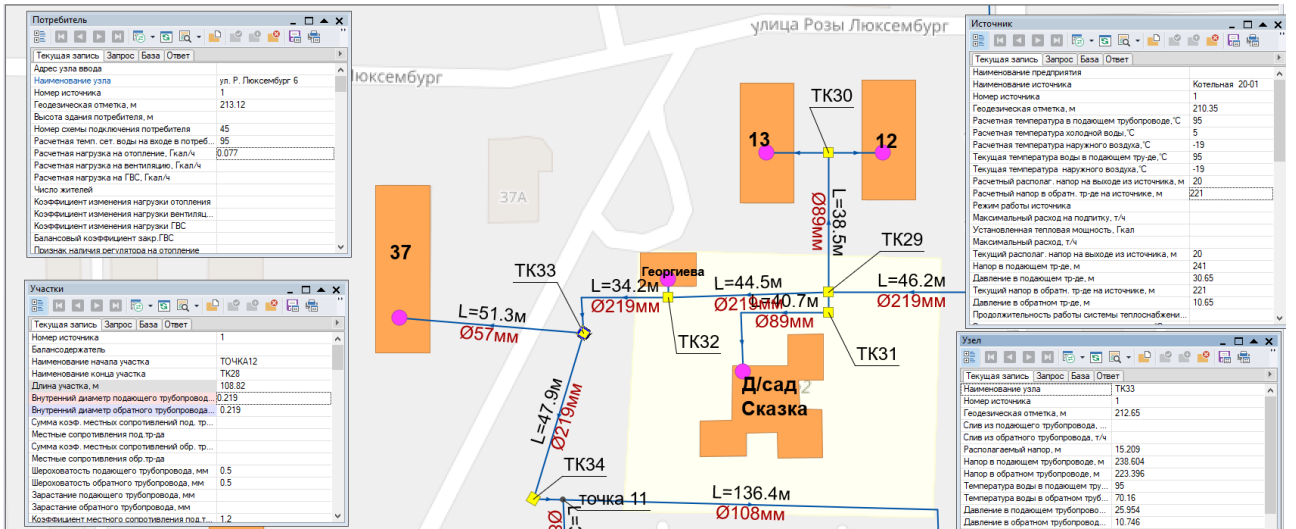 Потребитель
Текущая запись Запрос База Ответ
Адрес узла ввода
Наименование узла ул. Р. Люксембург 6
Номер источника 1
Геодезическая отметка, м 213.12
Высота здания потребителя, м
Номер схемы подключения потребителя 45
Расчетная темп. сет. воды на входе в потреб... 95
Расчетная нагрузка на отопление, Гкал/ч 0.077
Расчетная нагрузка на вентиляцию, Гкал/ч
Расчетная нагрузка на ГВС, Гкал/ч
Число жителей
Коэффициент изменения нагрузки отопления
Коэффициент изменения нагрузки вентиляц...
Коэффициент изменения нагрузки ГВС
Балансовый коэффициент закр.ГВС
Признак наличия регулятора на отопление
Участки
Текущая запись Запрос База Ответ
Номер источника 1
Балансодержатель
Наименование начала участка ТОЧКА12
Наименование конца участка ТК28
Длина участка, м 108.82
Внутренний диаметр подающего трубопровод... 0.219
Внутренний диаметр обратного трубопровода... 0.219
Сумма коэф. местных сопротивлений под. тр...
Местные сопротивления под.тр-да
Сумма коэф. местных сопротивлений обр. тр...
Местные сопротивления обр.тр-да
Шероховатость подающего трубопровода, мм 0.5
Шероховатость обратного трубопровода, мм 0.5
Зарастание подающего трубопровода, мм
Зарастание обратного трубопровода, мм
Коэффициент местного сопротивления под.т... 1.2
улица Розы Люксембург
Люксембург
ТК30
13
12
37А
L=38.5м
Ø89мм
ТК29
37
ТК33
Георгиева
L=34.2м
Ø219мм
L=44.5м
Ø219мм
L=46.2м
Ø219мм
L=40.7м
Ø89мм
L=51.3м
Ø57мм
ТК32
ТК31
Д/сад
Сказка
2
L=47.9м
Ø219мм
ТК34
точка 11
L=136.4м
Ø108мм
Источник
Текущая запись Запрос База Ответ
Наименование предприятия
Наименование источника Котельная 20-01
Номер источника 1
Геодезическая отметка, м 210.35
Расчетная температура в подающем трубопроводе,°С 95
Расчетная температура холодной воды,°С 5
Расчетная температура наружного воздуха,°С -19
Текущая температура воды в подающем тру-де,°С 95
Текущая температура наружного воздуха,°С -19
Расчетный располаг. напор на выходе из источника, м 20
Расчетный напор в обратн. тр-де на источнике, м 221
Режим работы источника
Максимальный расход на подпитку, т/ч
Установленная тепловая мощность, Гкал
Максимальный расход, т/ч
Текущий располаг. напор на выходе из источника, м 20
Напор в подающем тр-де, м 241
Давление в подающем тр-де, м 30.65
Текущий напор в обратн. тр-де на источнике, м 221
Давление в обратном тр-де, м 10.65
Продолжительность работы системы теплоснабжени...
Узел
Текущая запись Запрос База Ответ
Наименование узла ТК33
Номер источника 1
Геодезическая отметка, м 212.65
Слив из подающего трубопровода, ...
Слив из обратного трубопровода, т/ч
Располагаемый напор, м 15.209
Напор в подающем трубопроводе, м 238.604
Напор в обратном трубопроводе, м 223.396
Температура воды в подающем тру... 95
Температура воды в обратном труб... 70.16
Давление в подающем трубопрово... 25.954
Давление в обратном трубопровод... 10.746